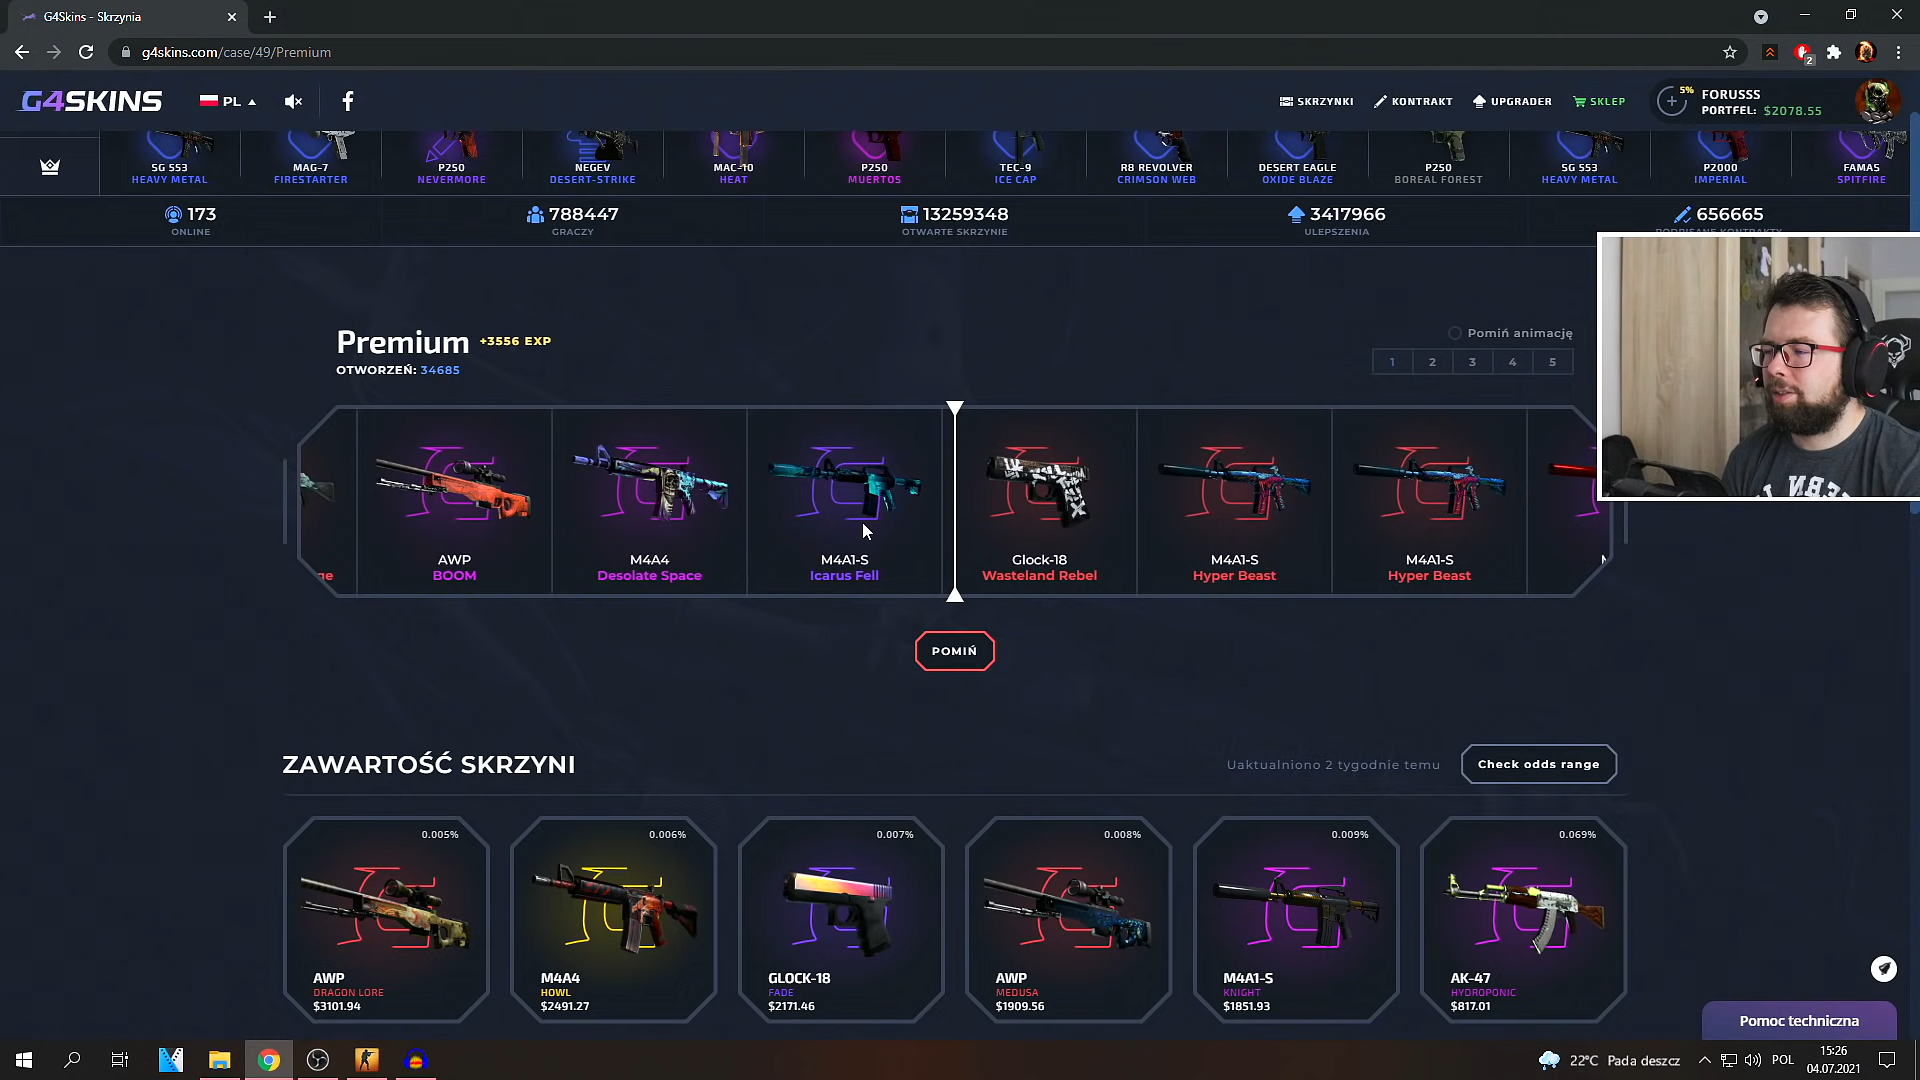 G4Skins - Skrzynia
g4skins.com/case/49/Premium
2
G4SKINS
PL
SKRZYNKI
KONTRAKT
UPGRADER
SKLEP
5%
FORUSSS
PORTFEL: $2078.55
SG 553
HEAVY METAL
MAG-7
FIRESTARTER
P250
NEVERMORE
NEGEV
DESERT-STRIKE
MAC-10
HEAT
P250
MUERTOS
TEC-9
ICE CAP
R8 REVOLVER
CRIMSON WEB
DESERT EAGLE
OXIDE BLAZE
P250
BOREAL FOREST
SG 553
HEAVY METAL
P2000
IMPERIAL
FAMAS
SPITFIRE
173
ONLINE
788447
GRACZY
13259348
OTWARTE SKRZYNIE
3417966
ULEPSZENIA
656665
PODPISANE KONTRAKTY
Premium +3556 EXP
OTWORZEŃ: 34685
Pomiń animację
1 2 3 4 5
ge
AWP
BOOM
M4A4
Desolate Space
M4A1-S
Icarus Fell
Glock-18
Wasteland Rebel
M4A1-S
Hyper Beast
M4A1-S
Hyper Beast
POMIŃ
ZAWARTOŚĆ SKRZYNI
Uaktualniono 2 tygodnie temu
Check odds range
0.005%
AWP
DRAGON LORE
$3101.94
0.006%
M4A4
HOWL
$2491.27
0.007%
GLOCK-18
FADE
$2171.46
0.008%
AWP
MEDUSA
$1909.56
0.009%
M4A1-S
KNIGHT
$1851.93
0.069%
AK-47
HYDROPONIC
$817.01
Pomoc techniczna
22°C Pada deszcz
POL
15:26
04.07.2021